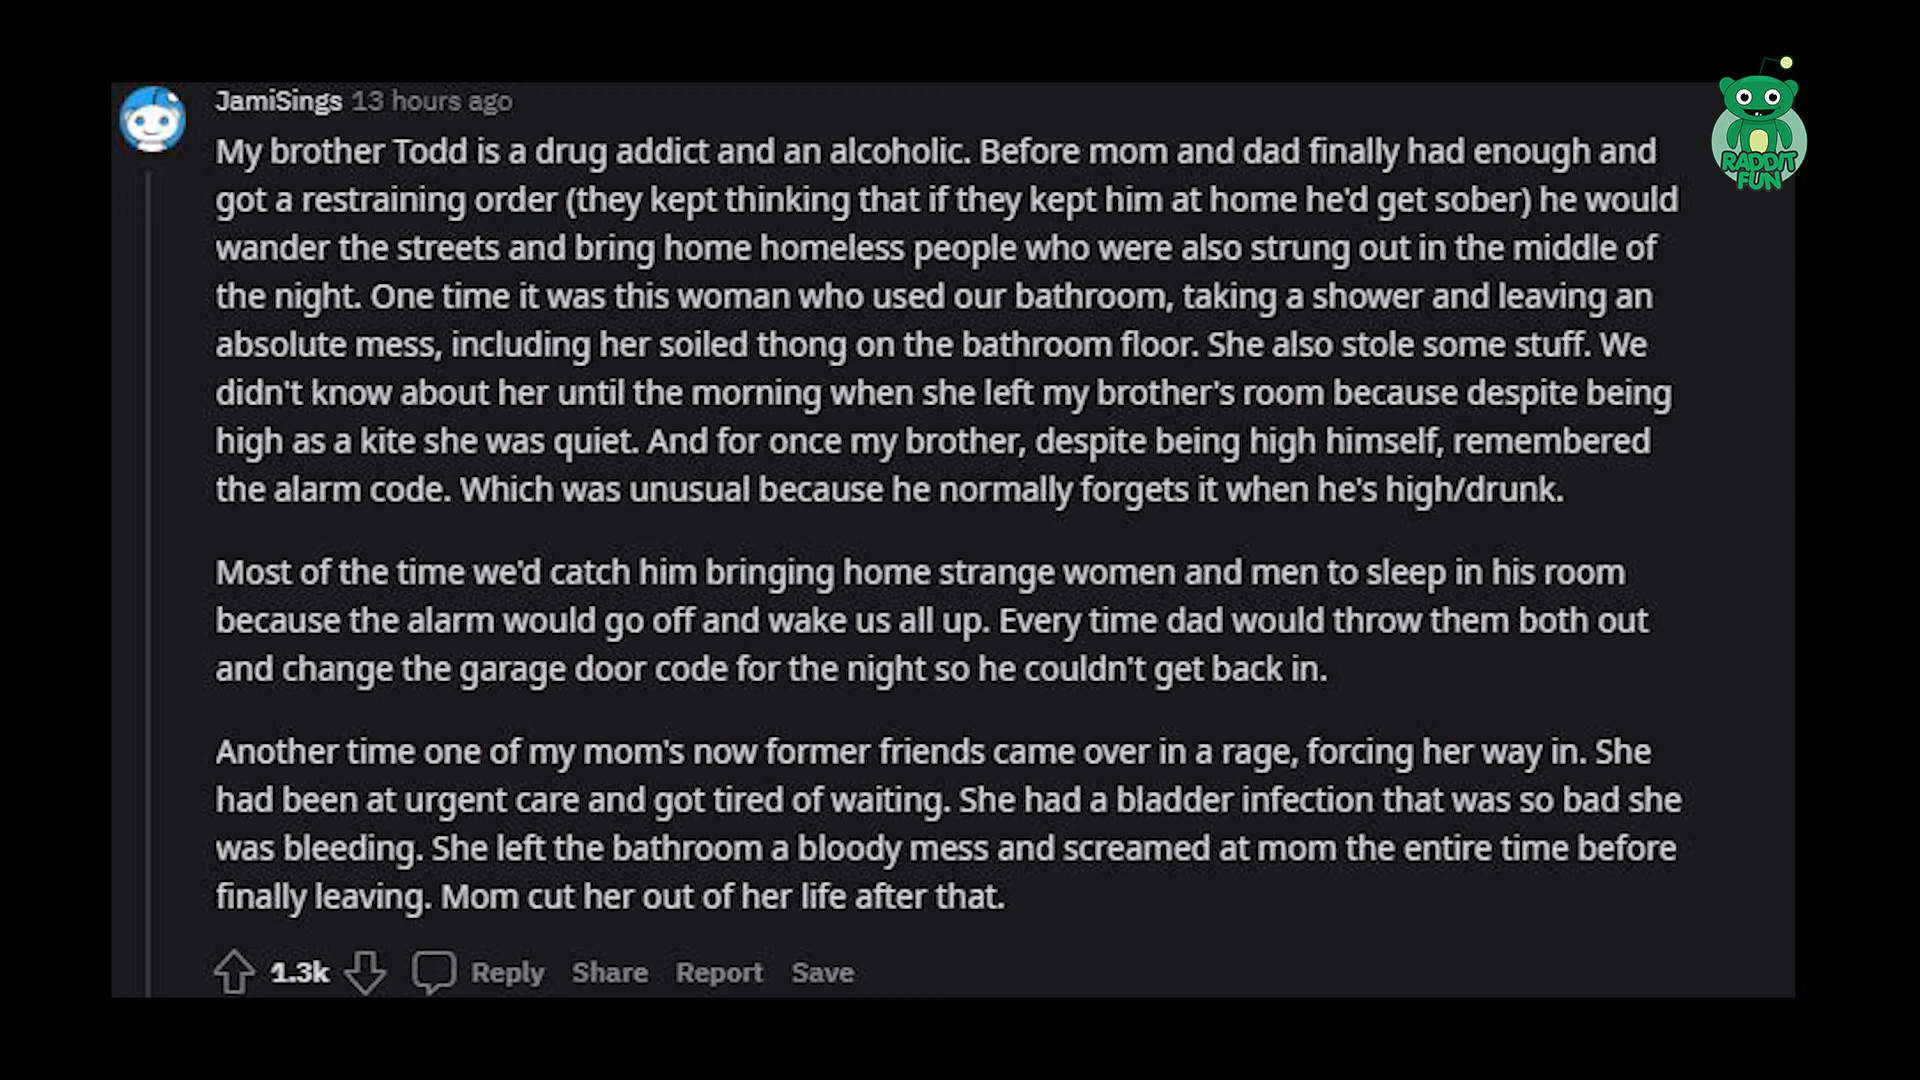 JamiSings 13 hours ago
My brother Todd is a drug addict and an alcoholic. Before mom and dad finally had enough and
got a restraining order (they kept thinking that if they kept him at home he'd get sober) he would
wander the streets and bring home homeless people who were also strung out in the middle of
the night. One time it was this woman who used our bathroom, taking a shower and leaving an
absolute mess, including her soiled thong on the bathroom floor. She also stole some stuff. We
didn't know about her until the morning when she left my brother's room because despite being
high as a kite she was quiet. And for once my brother, despite being high himself, remembered
the alarm code. Which was unusual because he normally forgets it when he's high/drunk.
Most of the time we'd catch him bringing home strange women and men to sleep in his room
because the alarm would go off and wake us all up. Every time dad would throw them both out
and change the garage door code for the night so he couldn't get back in.
Another time one of my mom's now former friends came over in a rage, forcing her way in. She
had been at urgent care and got tired of waiting. She had a bladder infection that was so bad she
was bleeding. She left the bathroom a bloody mess and screamed at mom the entire time before
finally leaving. Mom cut her out of her life after that.
1.3k Reply Share Report Save
RADDIT
FUN